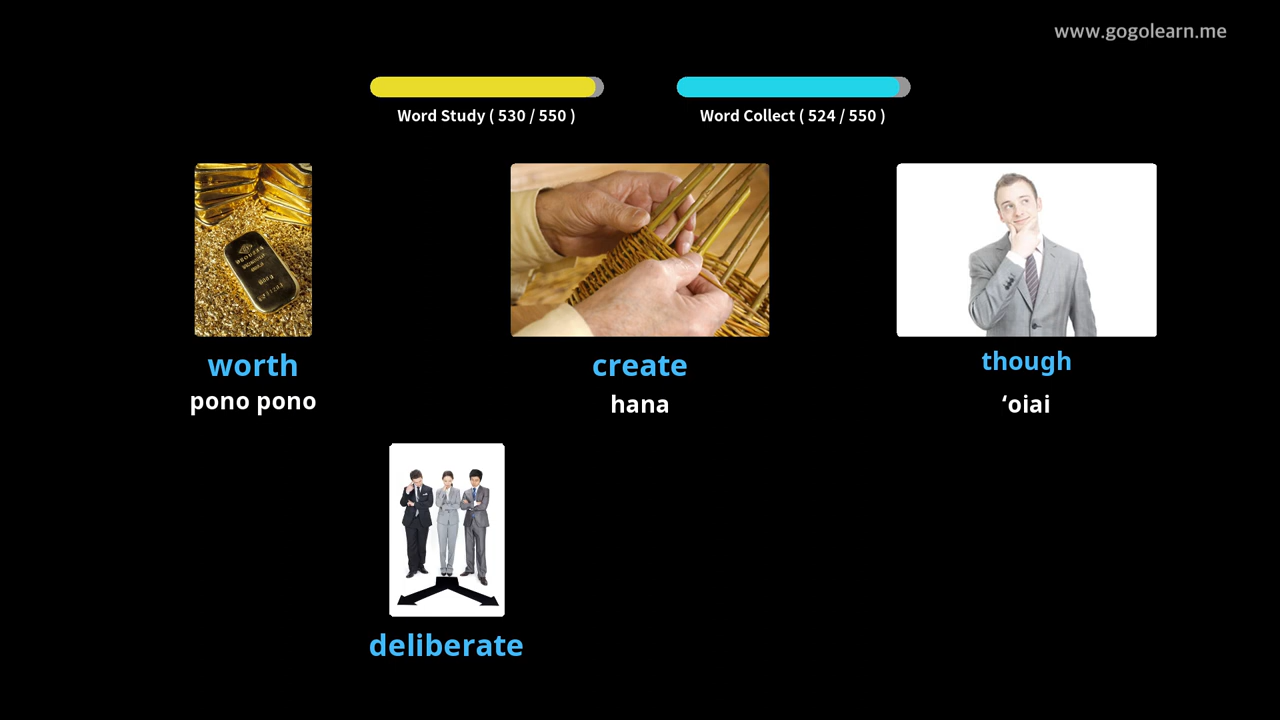 www.gogolearn.me
Word Study ( 530 / 550 )
Word Collect ( 524 / 550 )
worth
pono pono
create
hana
though
ʻoiai
deliberate